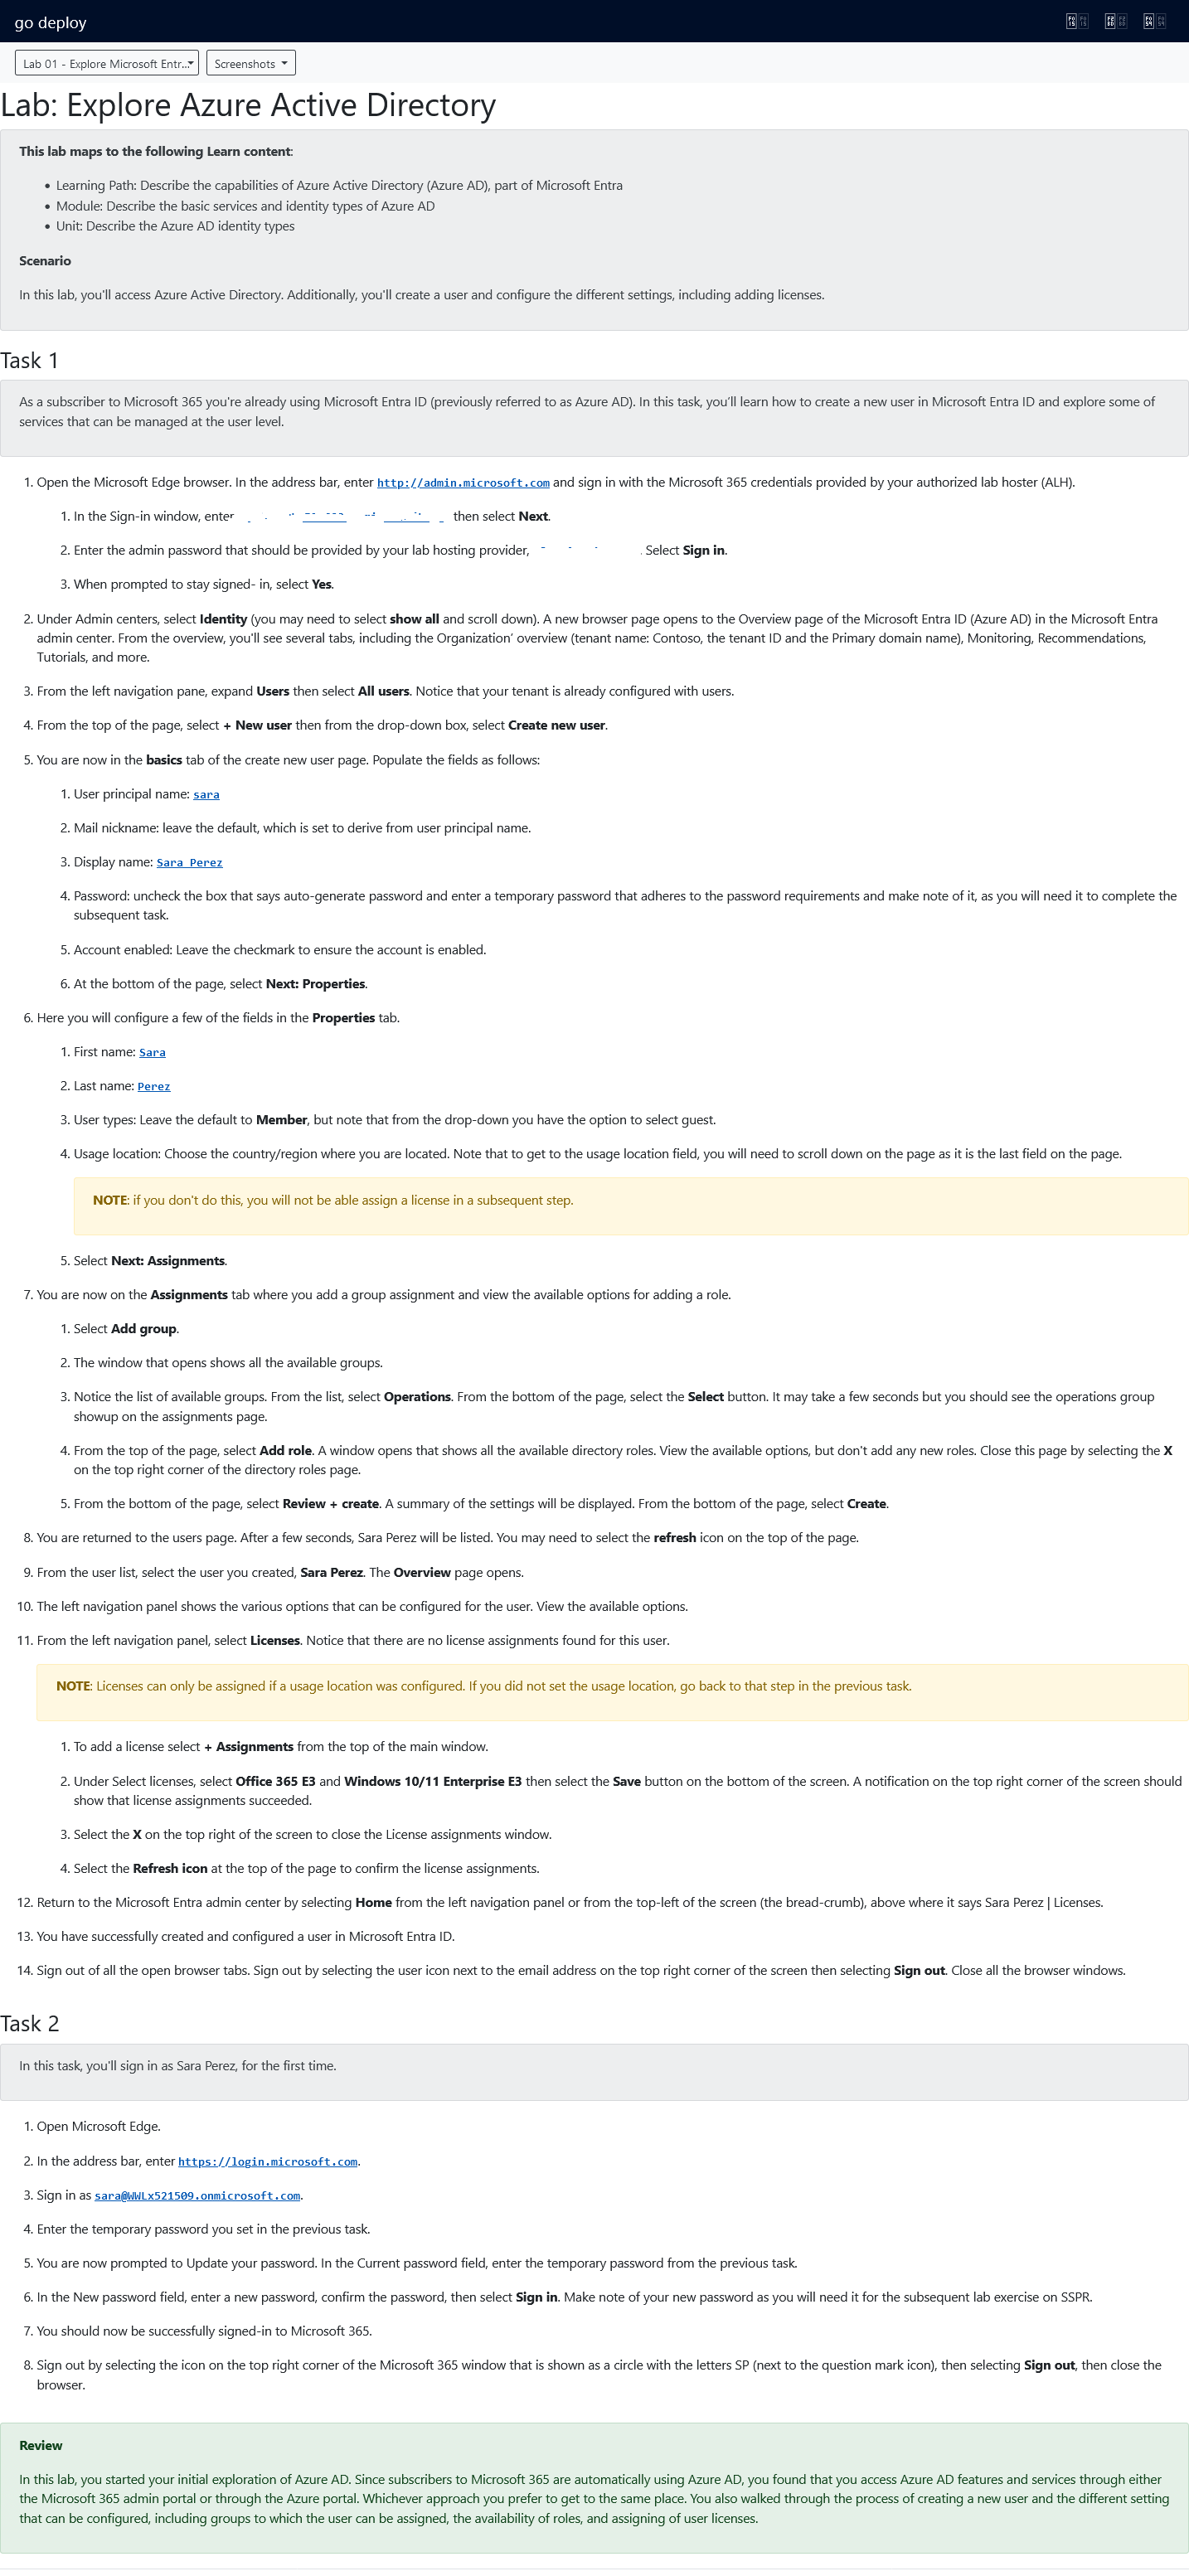 go deploy
Lab 01 - Explore Microsoft Entr...
Screenshots
Lab: Explore Azure Active Directory
This lab maps to the following Learn content:
• Learning Path: Describe the capabilities of Azure Active Directory (Azure AD), part of Microsoft Entra
• Module: Describe the basic services and identity types of Azure AD
• Unit: Describe the Azure AD identity types
Scenario
In this lab, you'll access Azure Active Directory. Additionally, you'll create a user and configure the different settings, including adding licenses.
Task 1
As a subscriber to Microsoft 365 you're already using Microsoft Entra ID (previously referred to as Azure AD). In this task, you'll learn how to create a new user in Microsoft Entra ID and explore some of
services that can be managed at the user level.
1. Open the Microsoft Edge browser. In the address bar, enter http://admin.microsoft.com and sign in with the Microsoft 365 credentials provided by your authorized lab hoster (ALH).
1. In the Sign-in window, enter then select Next.
2. Enter the admin password that should be provided by your lab hosting provider, . Select Sign in.
3. When prompted to stay signed- in, select Yes.
2. Under Admin centers, select Identity (you may need to select show all and scroll down). A new browser page opens to the Overview page of the Microsoft Entra ID (Azure AD) in the Microsoft Entra
admin center. From the overview, you'll see several tabs, including the Organization’ overview (tenant name: Contoso, the tenant ID and the Primary domain name), Monitoring, Recommendations,
Tutorials, and more.
3. From the left navigation pane, expand Users then select All users. Notice that your tenant is already configured with users.
4. From the top of the page, select + New user then from the drop-down box, select Create new user.
5. You are now in the basics tab of the create new user page. Populate the fields as follows:
1. User principal name: sara
2. Mail nickname: leave the default, which is set to derive from user principal name.
3. Display name: Sara Perez
4. Password: uncheck the box that says auto-generate password and enter a temporary password that adheres to the password requirements and make note of it, as you will need it to complete the
subsequent task.
5. Account enabled: Leave the checkmark to ensure the account is enabled.
6. At the bottom of the page, select Next: Properties.
6. Here you will configure a few of the fields in the Properties tab.
1. First name: Sara
2. Last name: Perez
3. User types: Leave the default to Member, but note that from the drop-down you have the option to select guest.
4. Usage location: Choose the country/region where you are located. Note that to get to the usage location field, you will need to scroll down on the page as it is the last field on the page.
NOTE: if you don't do this, you will not be able assign a license in a subsequent step.
5. Select Next: Assignments.
7. You are now on the Assignments tab where you add a group assignment and view the available options for adding a role.
1. Select Add group.
2. The window that opens shows all the available groups.
3. Notice the list of available groups. From the list, select Operations. From the bottom of the page, select the Select button. It may take a few seconds but you should see the operations group
showup on the assignments page.
4. From the top of the page, select Add role. A window opens that shows all the available directory roles. View the available options, but don't add any new roles. Close this page by selecting the X
on the top right corner of the directory roles page.
5. From the bottom of the page, select Review + create. A summary of the settings will be displayed. From the bottom of the page, select Create.
8. You are returned to the users page. After a few seconds, Sara Perez will be listed. You may need to select the refresh icon on the top of the page.
9. From the user list, select the user you created, Sara Perez. The Overview page opens.
10. The left navigation panel shows the various options that can be configured for the user. View the available options.
11. From the left navigation panel, select Licenses. Notice that there are no license assignments found for this user.
NOTE: Licenses can only be assigned if a usage location was configured. If you did not set the usage location, go back to that step in the previous task.
1. To add a license select + Assignments from the top of the main window.
2. Under Select licenses, select Office 365 E3 and Windows 10/11 Enterprise E3 then select the Save button on the bottom of the screen. A notification on the top right corner of the screen should
show that license assignments succeeded.
3. Select the X on the top right of the screen to close the License assignments window.
4. Select the Refresh icon at the top of the page to confirm the license assignments.
12. Return to the Microsoft Entra admin center by selecting Home from the left navigation panel or from the top-left of the screen (the bread-crumb), above where it says Sara Perez | Licenses.
13. You have successfully created and configured a user in Microsoft Entra ID.
14. Sign out of all the open browser tabs. Sign out by selecting the user icon next to the email address on the top right corner of the screen then selecting Sign out. Close all the browser windows.
Task 2
In this task, you'll sign in as Sara Perez, for the first time.
1. Open Microsoft Edge.
2. In the address bar, enter https://login.microsoft.com.
3. Sign in as sara@WWLx521509.onmicrosoft.com.
4. Enter the temporary password you set in the previous task.
5. You are now prompted to Update your password. In the Current password field, enter the temporary password from the previous task.
6. In the New password field, enter a new password, confirm the password, then select Sign in. Make note of your new password as you will need it for the subsequent lab exercise on SSPR.
7. You should now be successfully signed-in to Microsoft 365.
8. Sign out by selecting the icon on the top right corner of the Microsoft 365 window that is shown as a circle with the letters SP (next to the question mark icon), then selecting Sign out, then close the
browser.
Review
In this lab, you started your initial exploration of Azure AD. Since subscribers to Microsoft 365 are automatically using Azure AD, you found that you access Azure AD features and services through either
the Microsoft 365 admin portal or through the Azure portal. Whichever approach you prefer to get to the same place. You also walked through the process of creating a new user and the different setting
that can be configured, including groups to which the user can be assigned, the availability of roles, and assigning of user licenses.